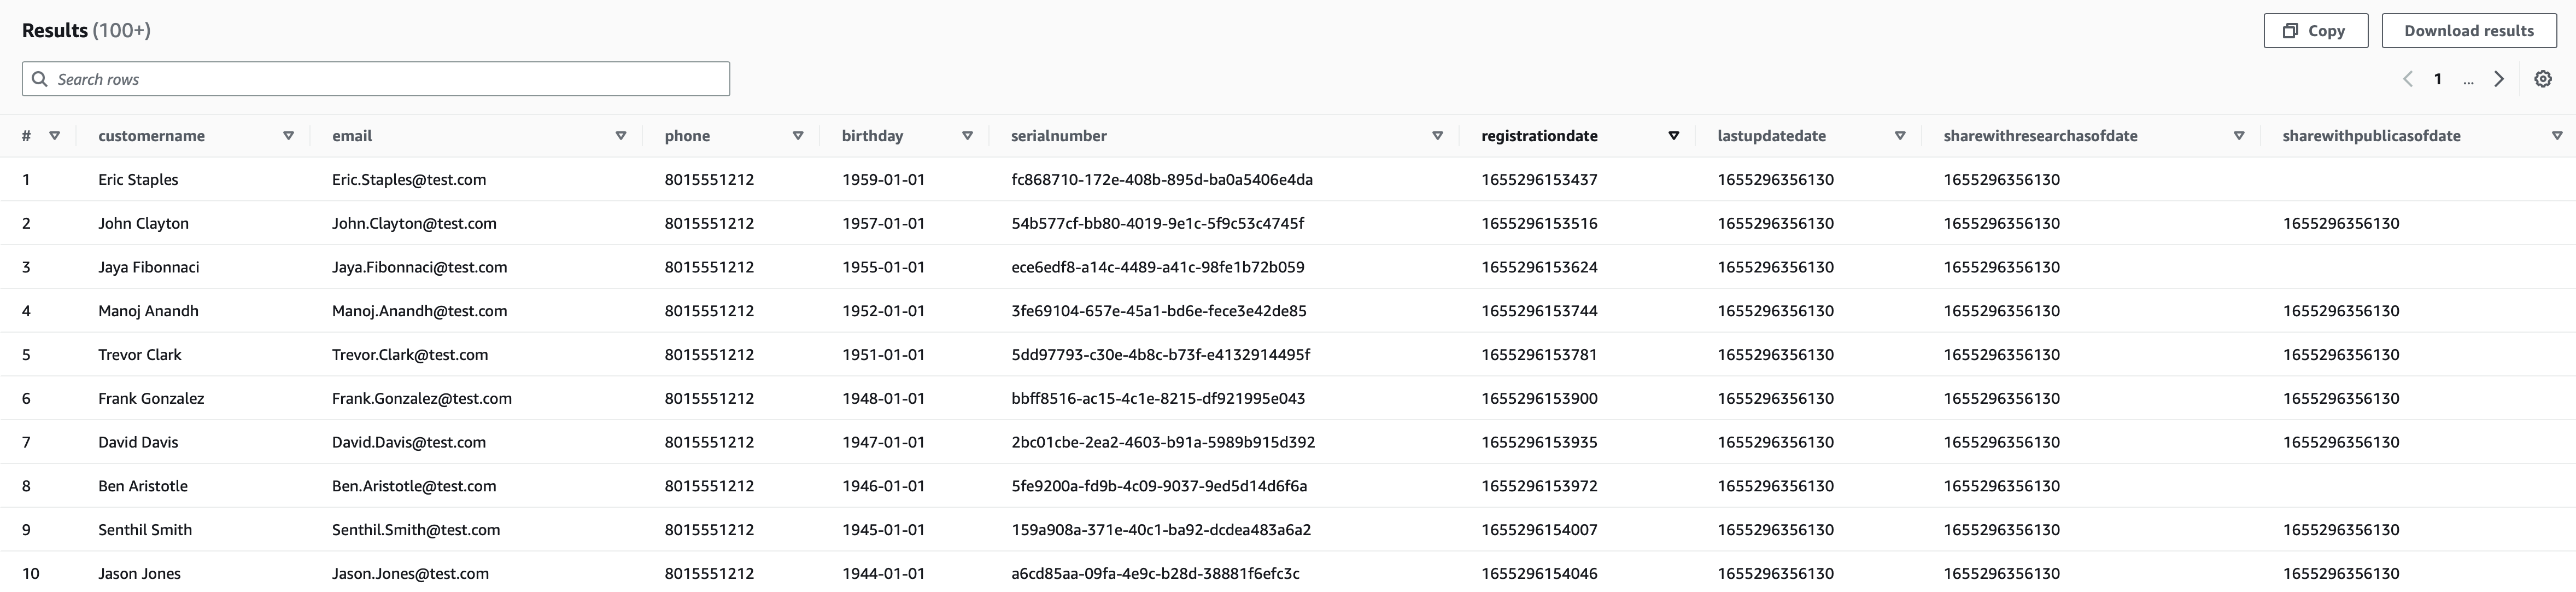 Results (100+) Copy Download results
Search rows 1 ...
# customername email phone birthday serialnumber registrationdate lastupdatedate sharewithresearchasofdate sharewithpublicasofdate
1 Eric Staples Eric.Staples@test.com 8015551212 1959-01-01 fc868710-172e-408b-895d-ba0a5406e4da 1655296153437 1655296356130 1655296356130
2 John Clayton John.Clayton@test.com 8015551212 1957-01-01 54b577cf-bb80-4019-9e1c-5f9c53c4745f 1655296153516 1655296356130 1655296356130 1655296356130
3 Jaya Fibonnaci Jaya.Fibonnaci@test.com 8015551212 1955-01-01 ece6edf8-a14c-4489-a41c-98fe1b72b059 1655296153624 1655296356130 1655296356130
4 Manoj Anandh Manoj.Anandh@test.com 8015551212 1952-01-01 3fe69104-657e-45a1-bd6e-fece3e42de85 1655296153744 1655296356130 1655296356130 1655296356130
5 Trevor Clark Trevor.Clark@test.com 8015551212 1951-01-01 5dd97793-c30e-4b8c-b73f-e4132914495f 1655296153781 1655296356130 1655296356130 1655296356130
6 Frank Gonzalez Frank.Gonzalez@test.com 8015551212 1948-01-01 bbff8516-ac15-4c1e-8215-df921995e043 1655296153900 1655296356130 1655296356130 1655296356130
7 David Davis David.Davis@test.com 8015551212 1947-01-01 2bc01cbe-2ea2-4603-b91a-5989b915d392 1655296153935 1655296356130 1655296356130 1655296356130
8 Ben Aristotle Ben.Aristotle@test.com 8015551212 1946-01-01 5fe9200a-fd9b-4c09-9037-9ed5d14d6f6a 1655296153972 1655296356130 1655296356130
9 Senthil Smith Senthil.Smith@test.com 8015551212 1945-01-01 159a908a-371e-40c1-ba92-dcdea483a6a2 1655296154007 1655296356130 1655296356130 1655296356130
10 Jason Jones Jason.Jones@test.com 8015551212 1944-01-01 a6cd85aa-09fa-4e9c-b28d-38881f6efc3c 1655296154046 1655296356130 1655296356130 1655296356130